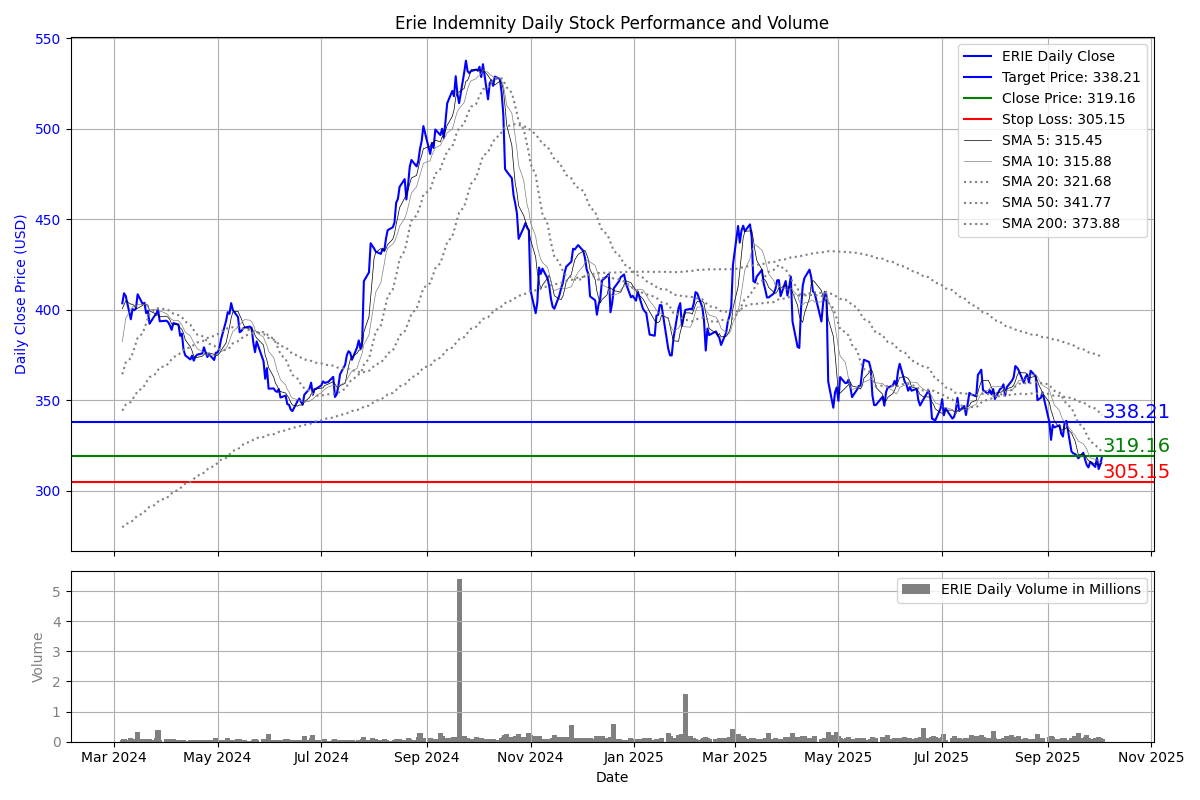 Erie Indemnity Daily Stock Performance and Volume
Daily Close Price (USD)
550
500
450
400
350
300
ERIE Daily Close
Target Price: 338.21
Close Price: 319.16
Stop Loss: 305.15
SMA 5: 315.45
SMA 10: 315.88
SMA 20: 321.68
SMA 50: 341.77
SMA 200: 373.88
338.21
319.16
305.15
Volume
5
4
3
2
1
0
ERIE Daily Volume in Millions
Mar 2024 May 2024 Jul 2024 Sep 2024 Nov 2024 Jan 2025 Mar 2025 May 2025 Jul 2025 Sep 2025 Nov 2025
Date